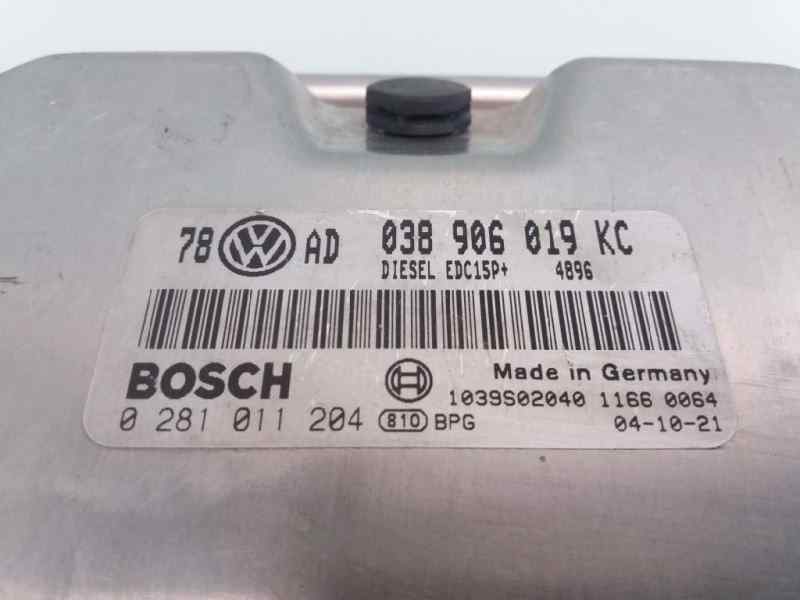 78 VW AD 038 906 019 KC
DIESEL EDC15P+ 4896
BOSCH
Made in Germany
1039S02040 1166 0064
0 281 011 204 810 BPG 04-10-21